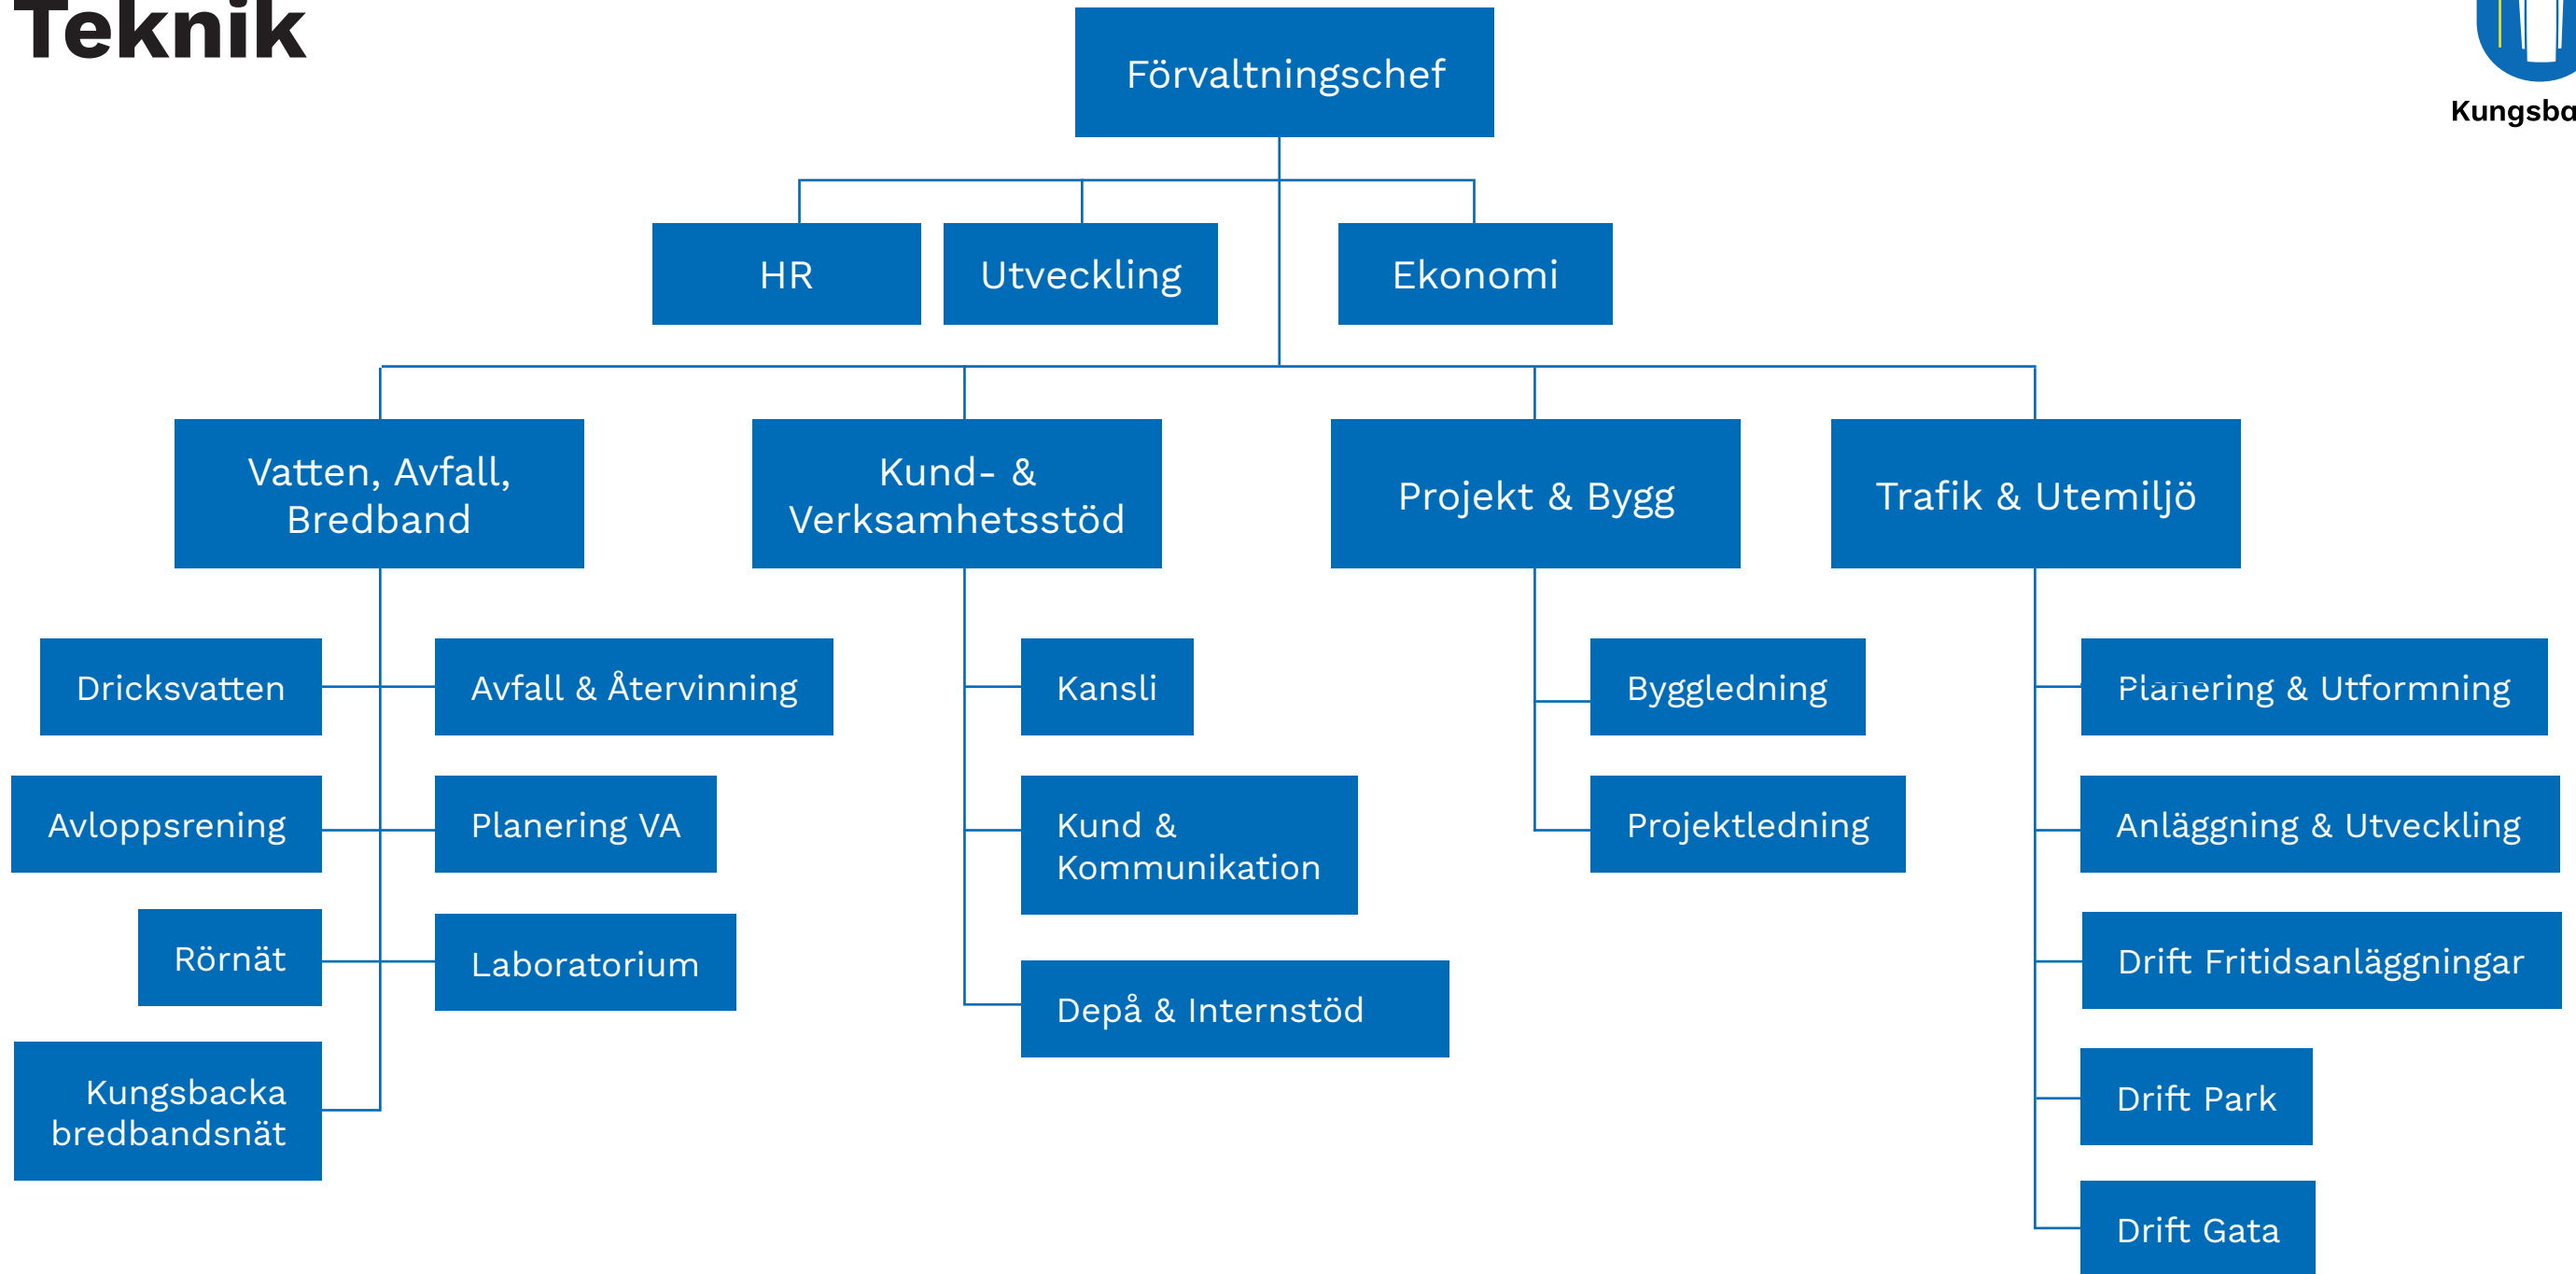 Teknik
Förvaltningschef
HR
Utveckling
Ekonomi
Vatten, Avfall,
Bredband
Kund- &
Verksamhetsstöd
Projekt & Bygg
Trafik & Utemiljö
Dricksvatten
Avloppsrening
Rörnät
Kungsbacka
bredbandsnät
Avfall & Återvinning
Planering VA
Laboratorium
Kansli
Kund &
Kommunikation
Depå & Internstöd
Byggledning
Projektledning
Planering & Utformning
Anläggning & Utveckling
Drift Fritidsanläggningar
Drift Park
Drift Gata